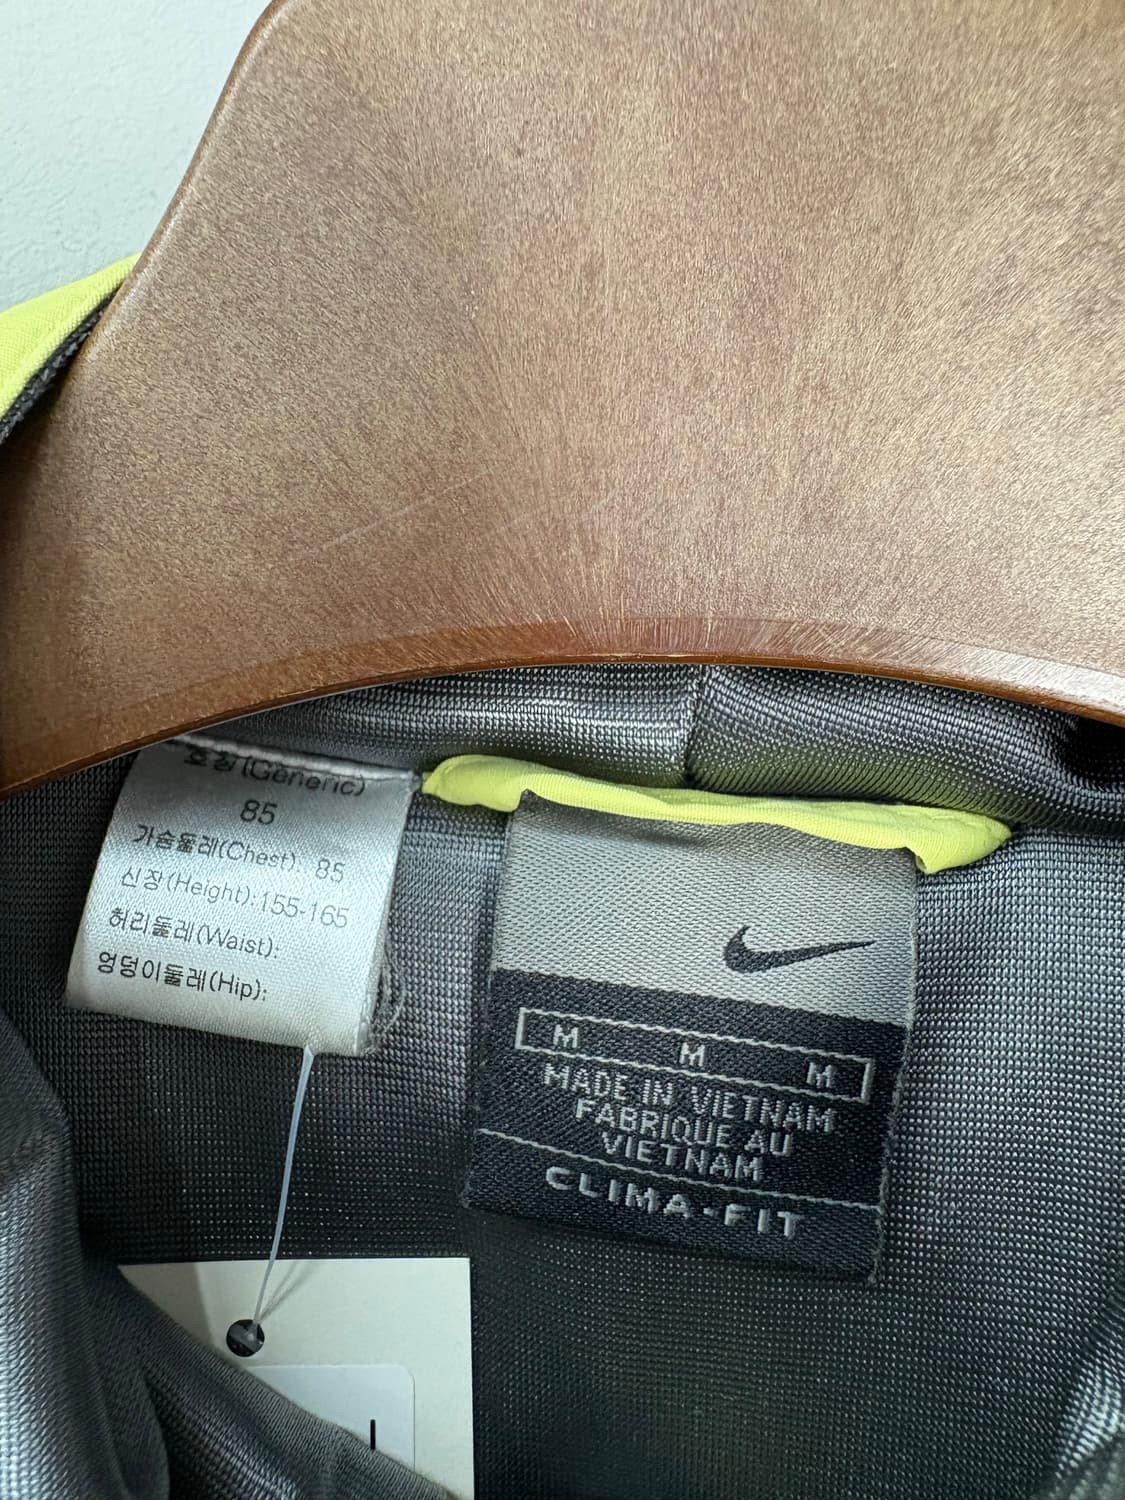 호칭(Generic)
85
가슴둘레(Chest): 85
신장(Height):155-165
허리둘레(Waist):
엉덩이둘레(Hip):
M M M
MADE IN VIETNAM
FABRIQUE AU
VIETNAM
CLIMA-FIT